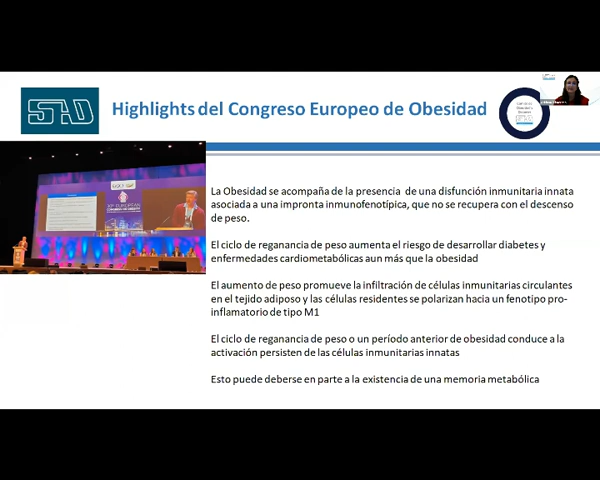 SAD
Highlights del Congreso Europeo de Obesidad
La Obesidad se acompaña de la presencia de una disfunción inmunitaria innata
asociada a una impronta inmunofenotípica, que no se recupera con el descenso
de peso.
El ciclo de reganancia de peso aumenta el riesgo de desarrollar diabetes y
enfermedades cardiometabólicas aun más que la obesidad
El aumento de peso promueve la infiltración de células inmunitarias circulantes
en el tejido adiposo y las células residentes se polarizan hacia un fenotipo pro-
inflamatorio de tipo M1
El ciclo de reganancia de peso o un período anterior de obesidad conduce a la
activación persisten de las células inmunitarias innatas
Esto puede deberse en parte a la existencia de una memoria metabólica